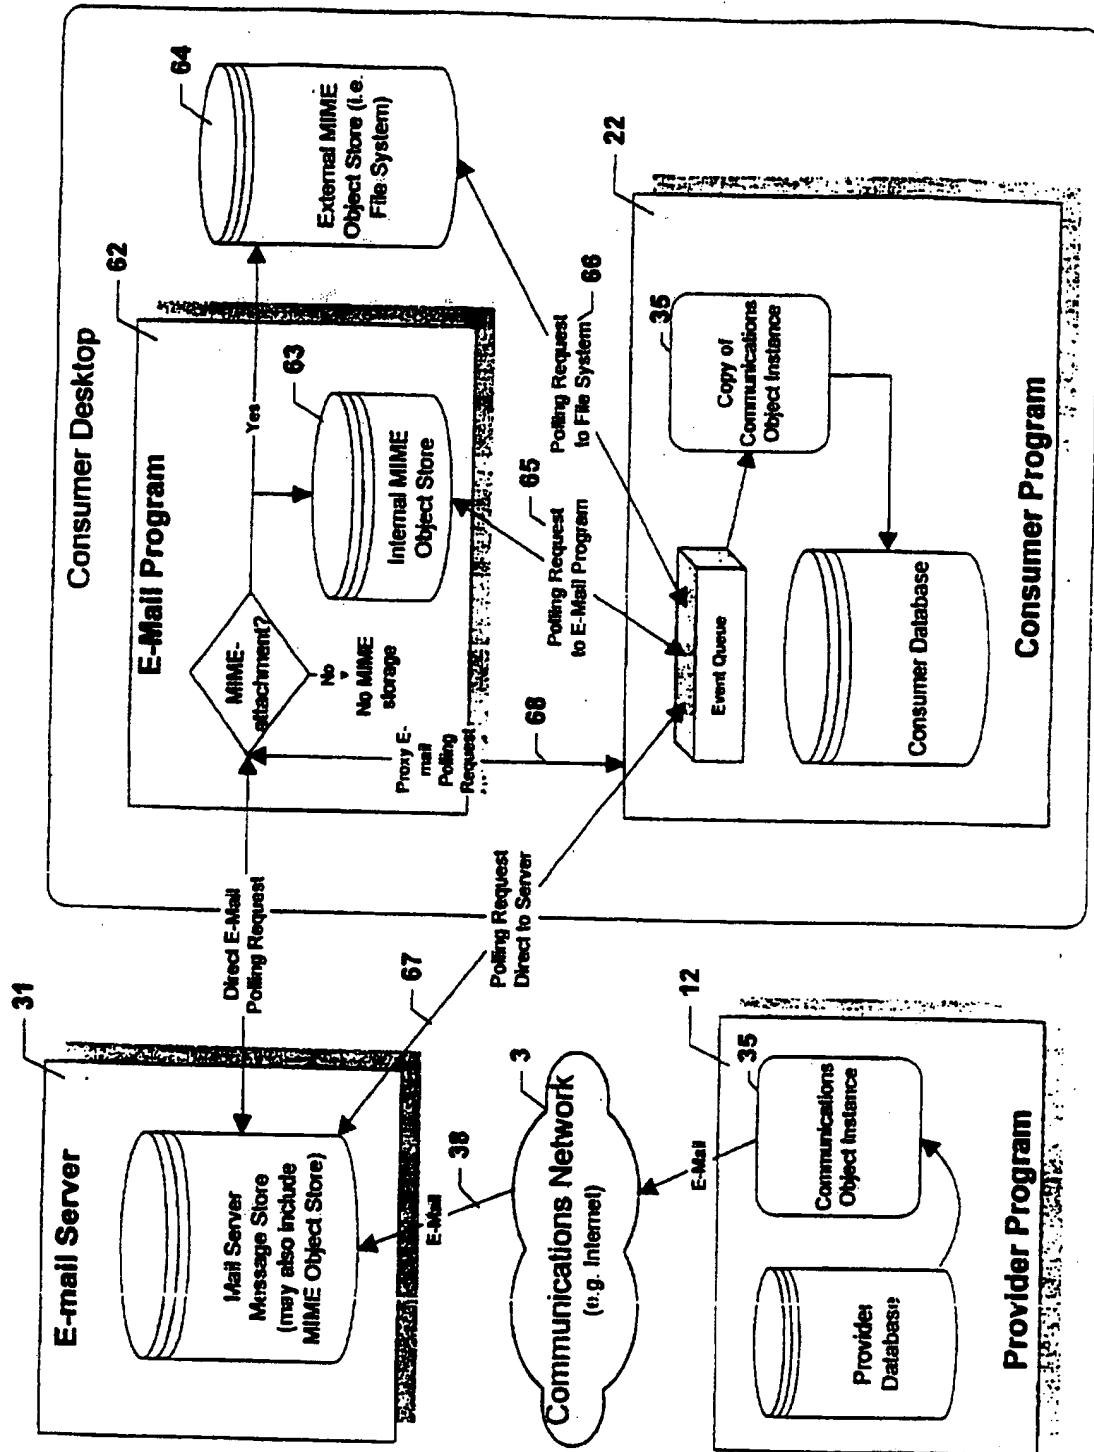 Consumer Desktop
E-Mail Program
62
64
MIME-
attachment?
Yes
No
No MIME
storage
Internal MIME
Object Store
63
External MIME
Object Store (i.e.
File System)
Proxy E-
mail
Polling
Request
68
Polling Request
to E-Mail Program
65
Polling Request
to File System
66
22
Event Queue
Copy of
Communications
Object Instance
35
Consumer Database
Consumer Program
E-mail Server
31
Mail Server
Message Store
(may also include
MIME Object Store)
Direct E-Mail
Polling Request
67
Polling Request
Direct to Server
E-Mail
38
Communications Network
(e.g. Internet)
3
E-Mail
12
35
Communications
Object Instance
Provider
Database
Provider Program